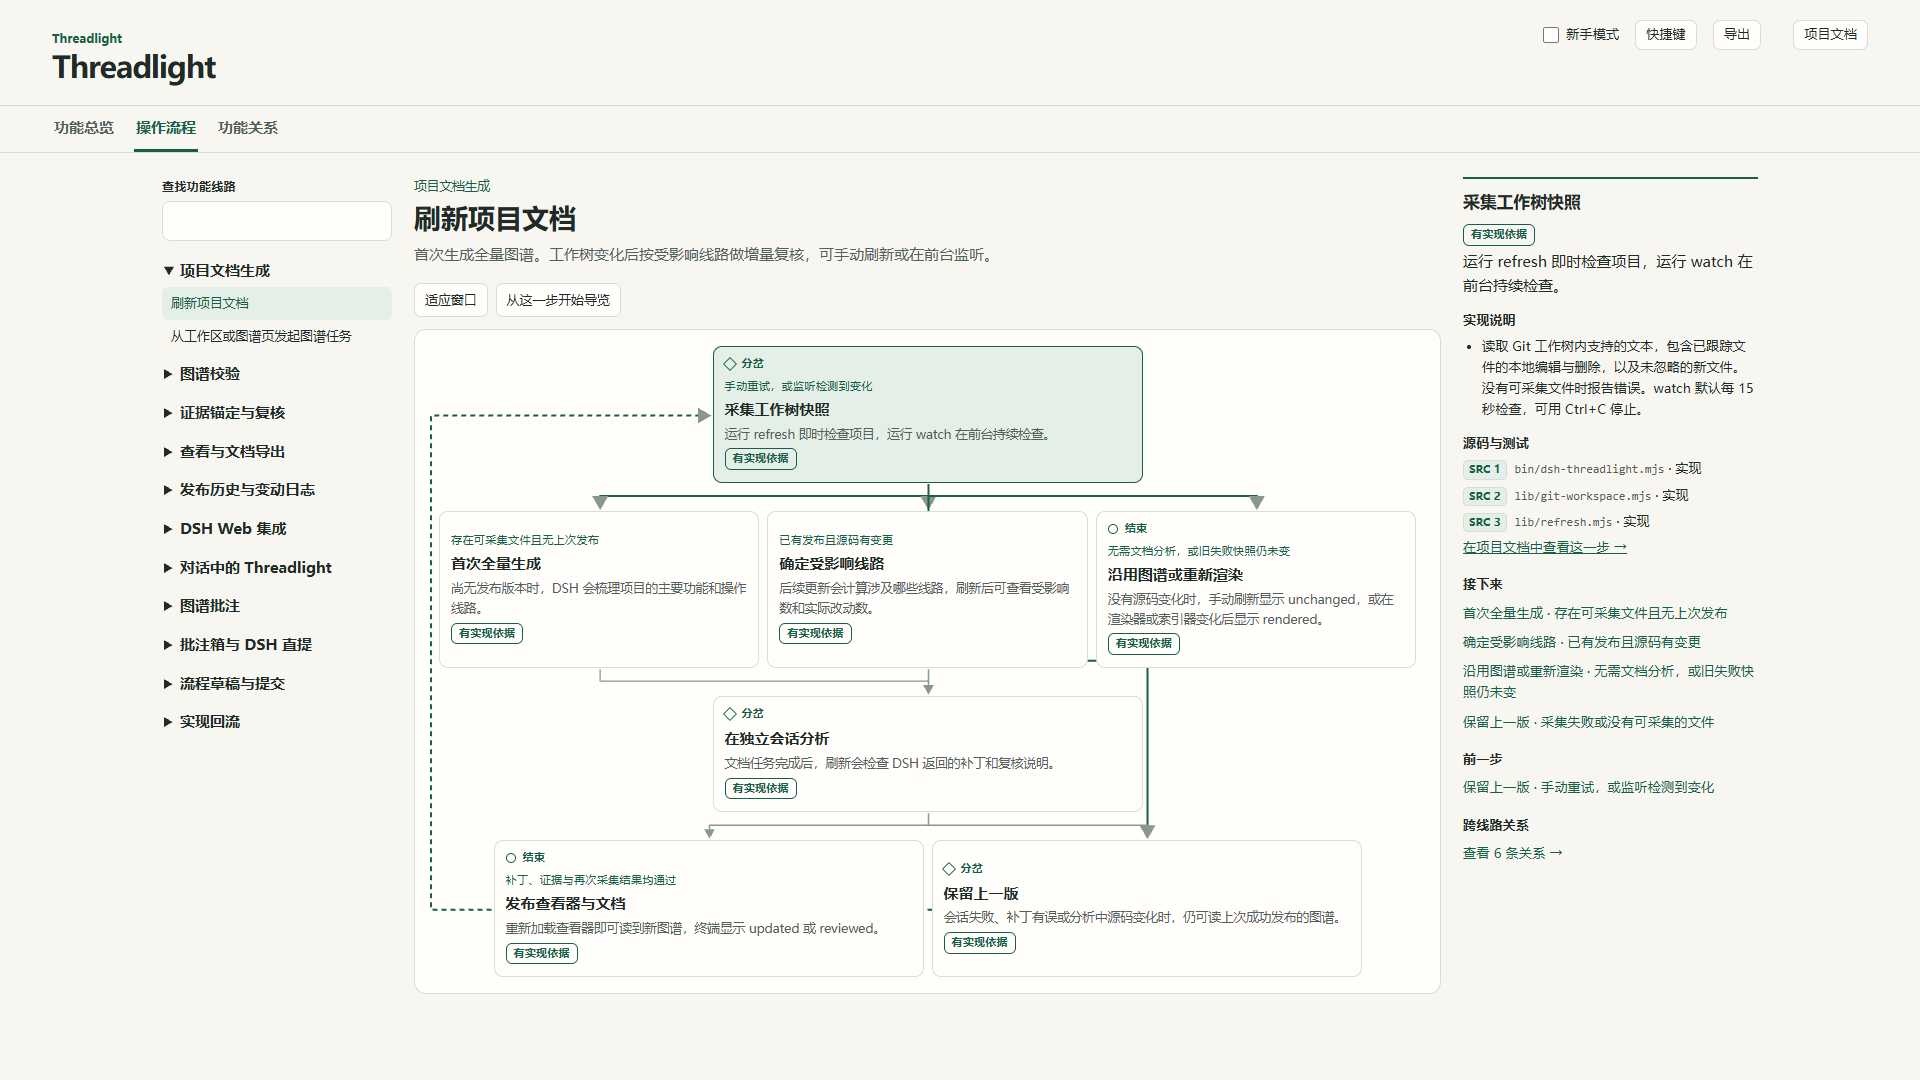 Threadlight
Threadlight
新手模式
快捷键
导出
项目文档
功能总览
操作流程
功能关系
查找功能线路
项目文档生成
刷新项目文档
从工作区或图谱页发起图谱任务
图谱校验
证据锚定与复核
查看与文档导出
发布历史与变动日志
DSH Web 集成
对话中的 Threadlight
图谱批注
批注箱与 DSH 直提
流程草稿与提交
实现回流
项目文档生成
刷新项目文档
首次生成全量图谱。工作树变化后按受影响线路做增量复核，可手动刷新或在前台监听。
适应窗口
从这一步开始导览
分岔
手动重试，或监听检测到变化
采集工作树快照
运行 refresh 即时检查项目，运行 watch 在前台持续检查。
有实现依据
存在可采集文件且无上次发布
首次全量生成
尚无发布版本时，DSH 会梳理项目的主要功能和操作
线路。
有实现依据
已有发布且源码有变更
确定受影响线路
后续更新会计算涉及哪些线路，刷新后可查看受影响
数和实际改动数。
有实现依据
结束
无需文档分析，或旧失败快照仍未变
沿用图谱或重新渲染
没有源码变化时，手动刷新显示 unchanged，或在
渲染器或索引器变化后显示 rendered。
有实现依据
分岔
在独立会话分析
文档任务完成后，刷新会检查 DSH 返回的补丁和复核说明。
有实现依据
结束
补丁、证据与再次采集结果均通过
发布查看器与文档
重新加载查看器即可读到新图谱，终端显示 updated 或 reviewed。
有实现依据
分岔
保留上一版
会话失败、补丁有误或分析中源码变化时，仍可读上次成功发布的图谱。
有实现依据
采集工作树快照
有实现依据
运行 refresh 即时检查项目，运行 watch 在
前台持续检查。
实现说明
读取 Git 工作树内支持的文本，包含已跟踪文
件的本地编辑与删除，以及未忽略的新文件。
没有可采集文件时报告错误。watch 默认每 15
秒检查，可用 Ctrl+C 停止。
源码与测试
SRC 1 bin/dsh-threadlight.mjs · 实现
SRC 2 lib/git-workspace.mjs · 实现
SRC 3 lib/refresh.mjs · 实现
在项目文档中查看这一步 →
接下来
首次全量生成 · 存在可采集文件且无上次发布
确定受影响线路 · 已有发布且源码有变更
沿用图谱或重新渲染 · 无需文档分析，或旧失败快
照仍未变
保留上一版 · 采集失败或没有可采集的文件
前一步
保留上一版 · 手动重试，或监听检测到变化
跨线路关系
查看 6 条关系 →